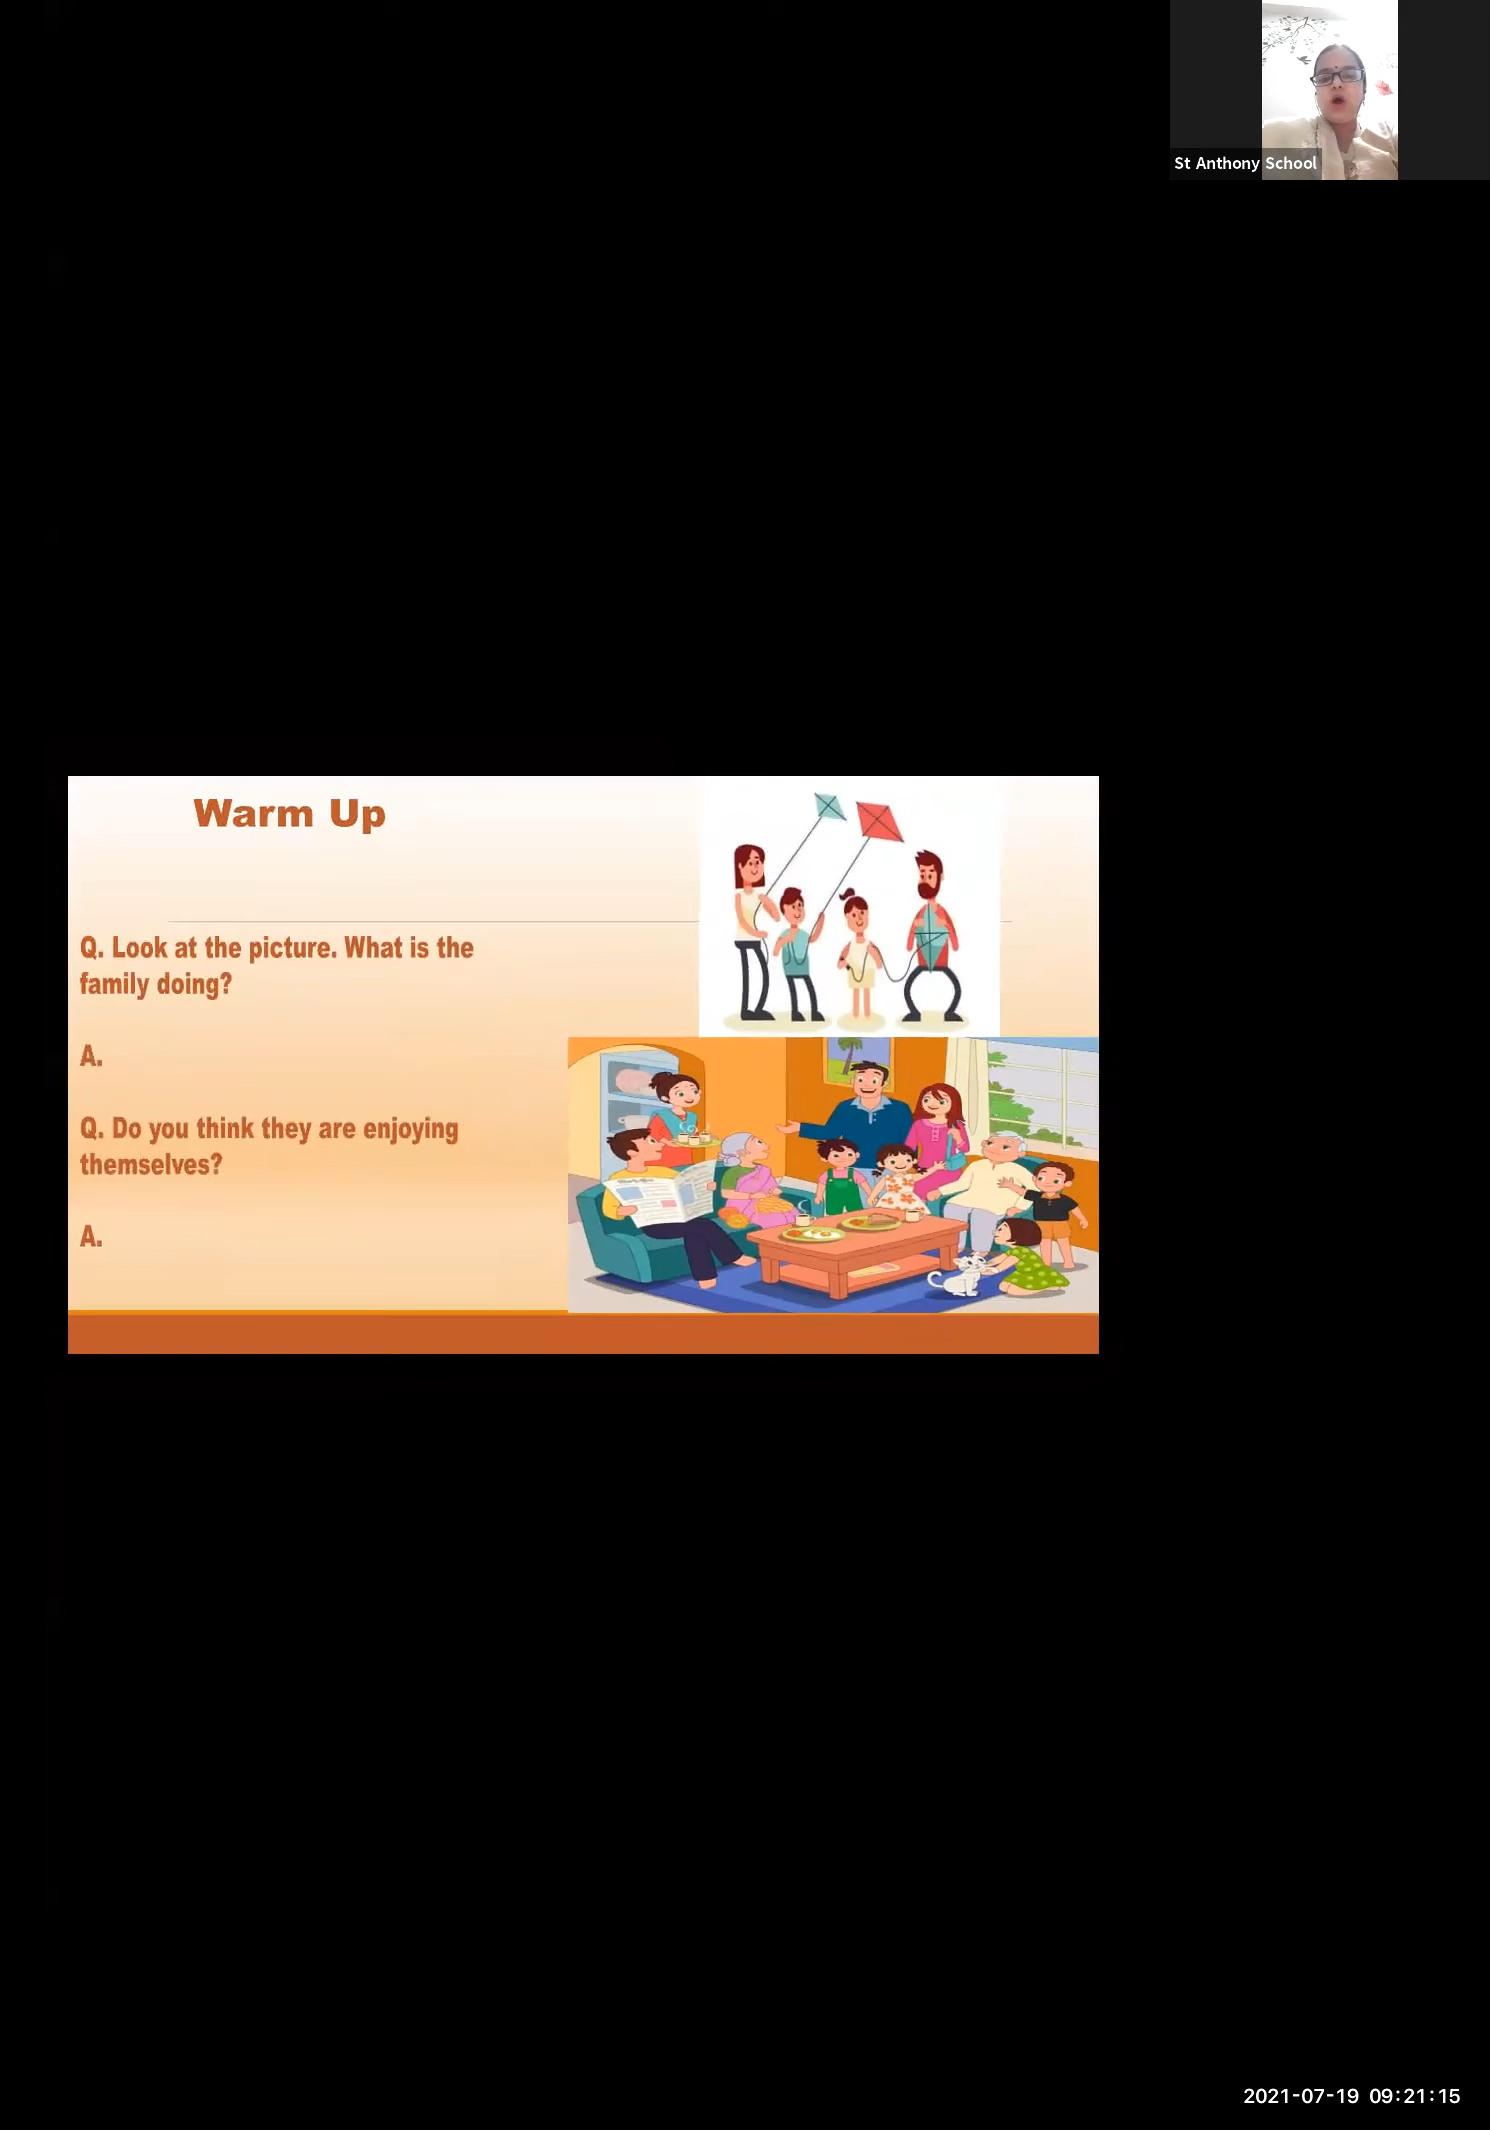 St Anthony School
Warm Up
Q. Look at the picture. What is the
family doing?
A.
Q. Do you think they are enjoying
themselves?
A.
2021-07-19 09:21:15